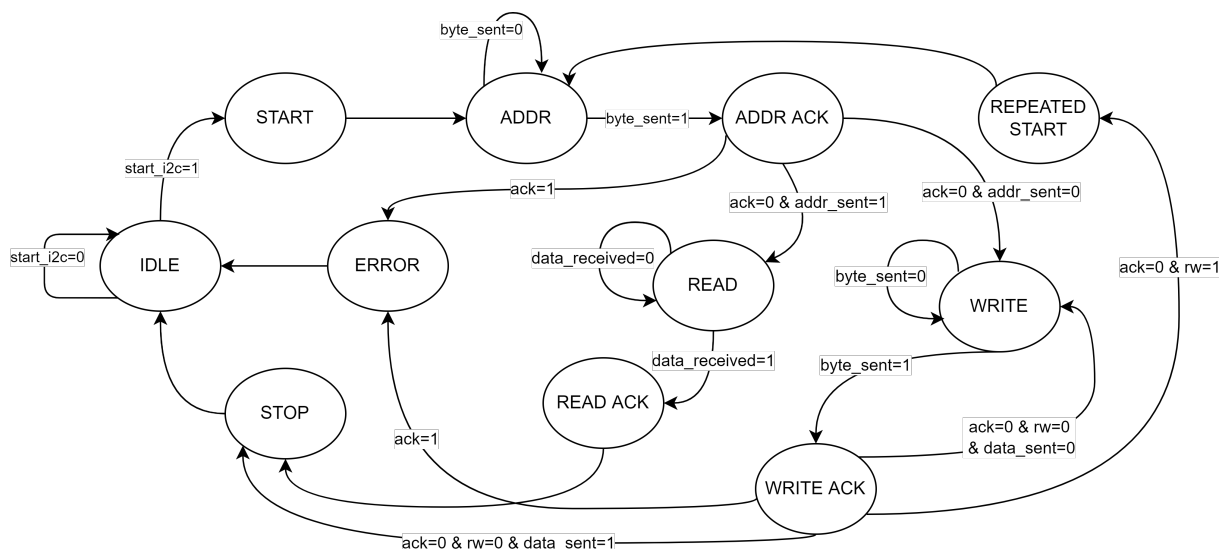 byte_sent=0
START
ADDR
byte_sent=1
ADDR ACK
REPEATED
START
start_i2c=1
ack=1
ack=0 & addr_sent=1
ack=0 & addr_sent=0
start_i2c=0
IDLE
ERROR
data_received=0
READ
byte_sent=0
WRITE
ack=0 & rw=1
data_received=1
byte_sent=1
STOP
READ ACK
ack=1
ack=0 & rw=0
& data_sent=0
WRITE ACK
ack=0 & rw=0 & data_sent=1